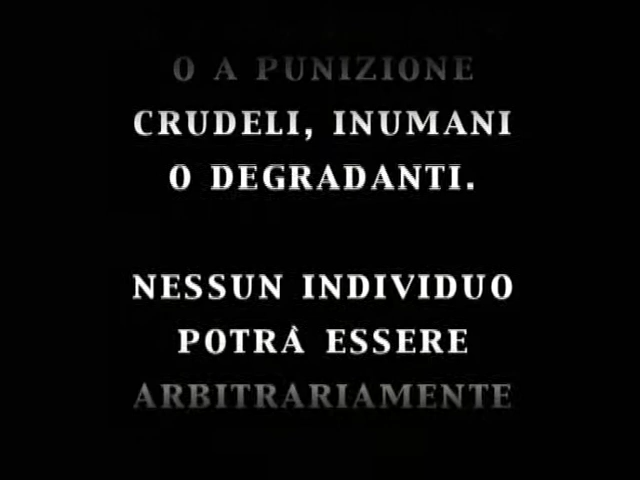 O A PUNIZIONE
CRUDELI, INUMANI
O DEGRADANTI.
NESSUN INDIVIDUO
POTRÀ ESSERE
ARBITRARIAMENTE